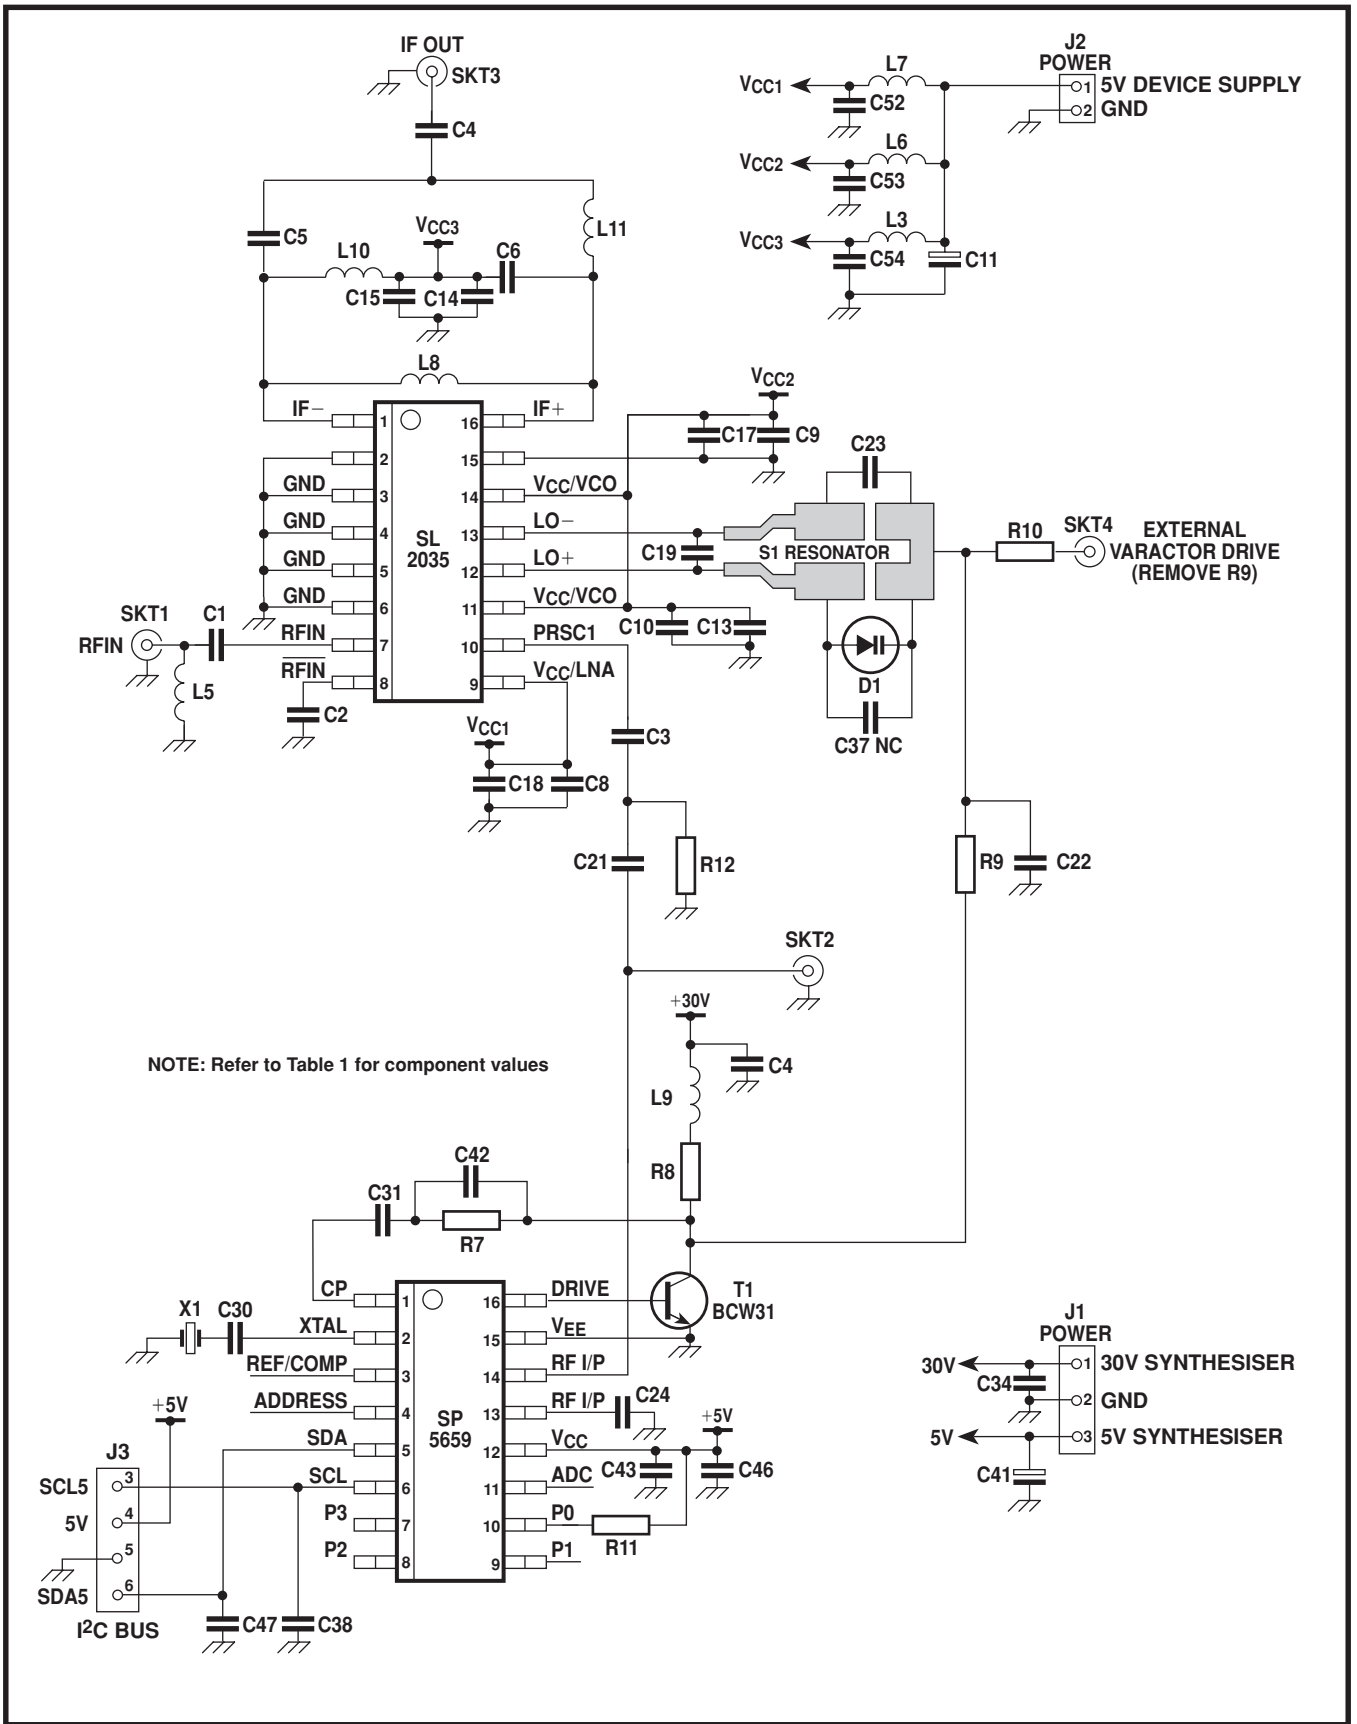 IF OUT
SKT3
C4
C5
L10
VCC3
C6
L11
C15
C14
L8
J2
POWER
L7
VCC1
1 5V DEVICE SUPPLY
C52
2 GND
L6
VCC2
C53
L3
VCC3
C54
C11
IF−
1
16
IF+
VCC2
C17
C9
2
15
GND
3
14
VCC/VCO
GND
4
SL
2035
13
LO−
GND
5
12
LO+
GND
6
11
VCC/VCO
SKT1
C1
RFIN
RFIN
7
10
PRSC1
RFIN
8
9
VCC/LNA
L5
C2
C23
C19
S1 RESONATOR
R10
SKT4
EXTERNAL
VARACTOR DRIVE
(REMOVE R9)
C10
C13
D1
C37 NC
VCC1
C18
C8
C3
C21
R12
R9
C22
SKT2
+30V
C4
L9
R8
NOTE: Refer to Table 1 for component values
C42
C31
R7
CP
1
16
DRIVE
T1
BCW31
X1
C30
XTAL
2
15
VEE
REF/COMP
3
14
RF I/P
ADDRESS
4
13
RF I/P
C24
SP
5659
SDA
5
12
VCC
+5V
SCL
6
11
ADC
C43
C46
P3
7
10
P0
R11
P2
8
9
P1
J3
+5V
SCL5
3
5V
4
5
SDA5
6
I2C BUS
C47
C38
J1
POWER
30V
1 30V SYNTHESISER
C34
2 GND
5V
3 5V SYNTHESISER
C41